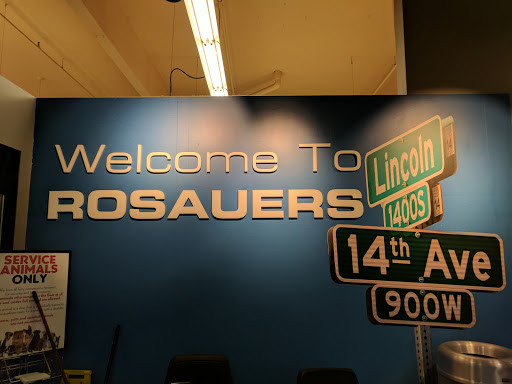 Welcome To
ROSAUERS
Lincoln
1400S
14th Ave
900W
SERVICE
ANIMALS
ONLY